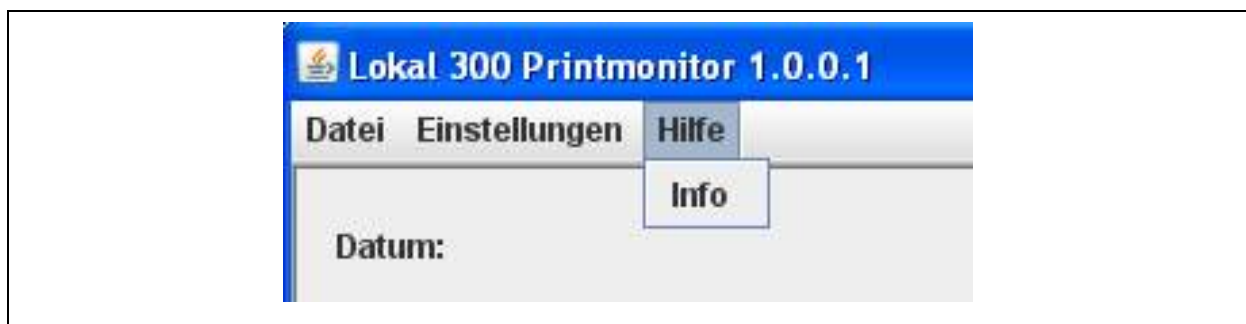 Lokal 300 Printmonitor 1.0.0.1
Datei Einstellungen Hilfe
Info
Datum: